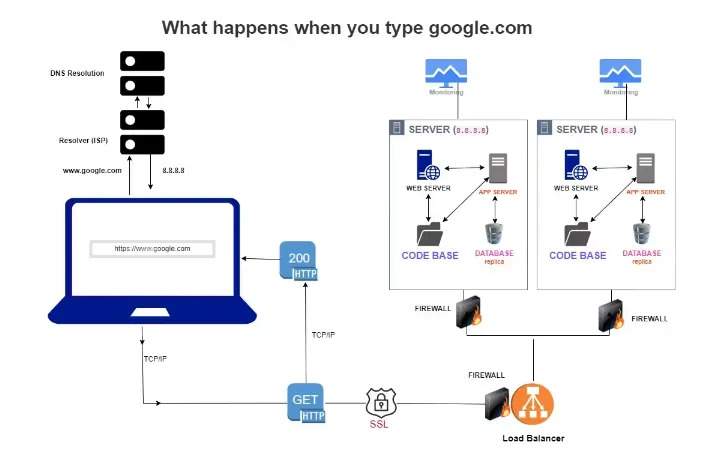 What happens when you type google.com
DNS Resolution
Resolver (ISP)
www.google.com
8.8.8.8
https://www.google.com
TCP/IP
200
HTTP
TCP/IP
GET
HTTP
SSL
Monitoring
Monitoring
SERVER (8.8.8.8)
WEB SERVER
APP SERVER
CODE BASE
DATABASE
replica
SERVER (8.8.8.8)
WEB SERVER
APP SERVER
CODE BASE
DATABASE
replica
FIREWALL
FIREWALL
FIREWALL
Load Balancer